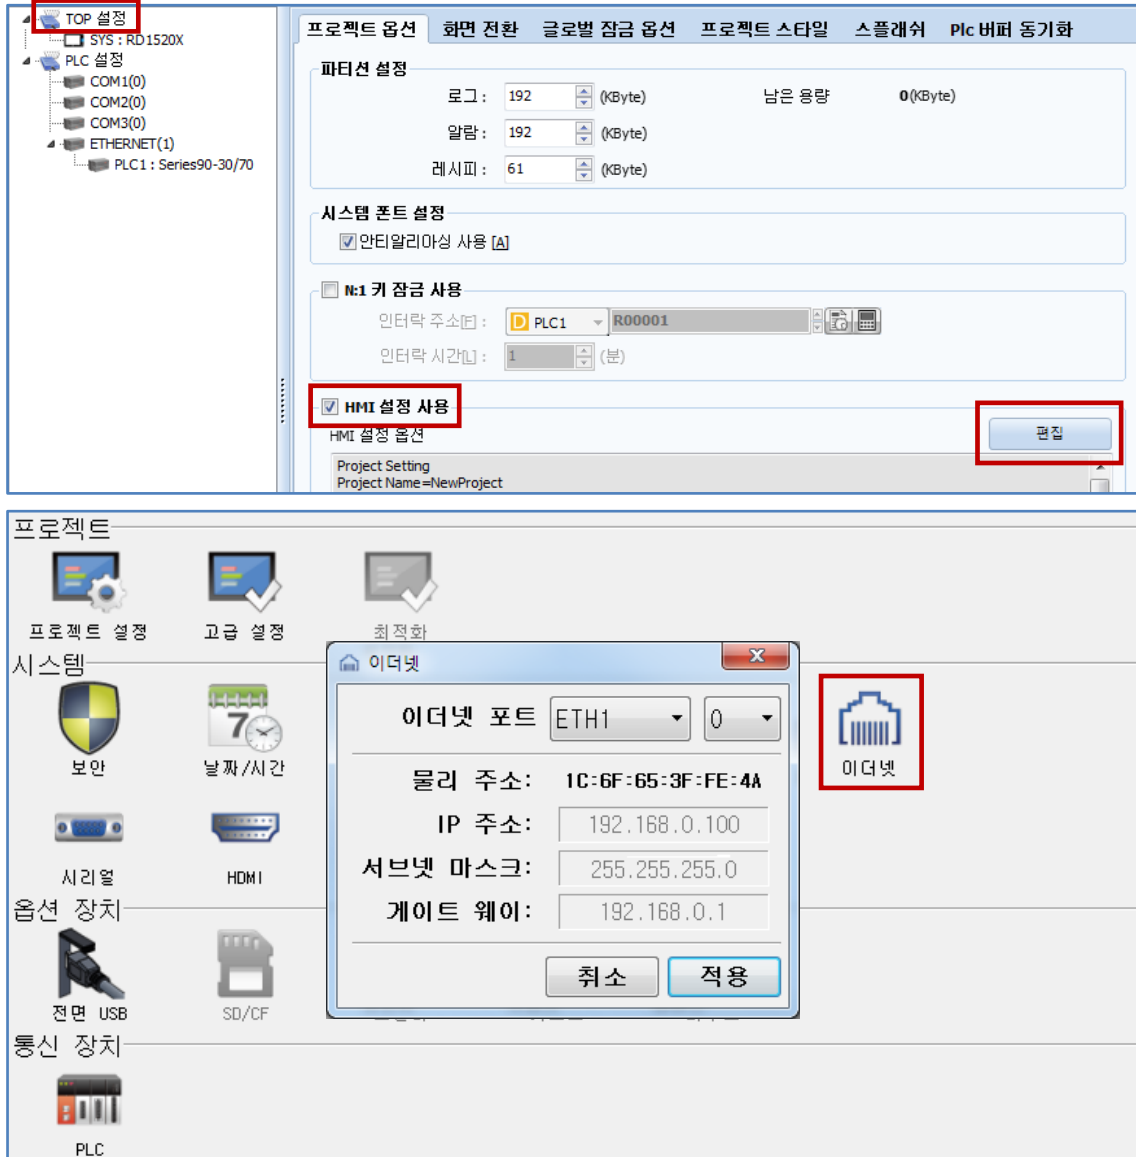 TOP 설정
SYS : RD1520X
PLC 설정
COM1(0)
COM2(0)
COM3(0)
ETHERNET(1)
PLC1 : Series90-30/70
프로젝트 옵션 화면 전환 글로벌 잠금 옵션 프로젝트 스타일 스플래쉬 Plc 버퍼 동기화
파티션 설정
로그 : 192 (KByte) 남은 용량 0(KByte)
알람 : 192 (KByte)
레시피 : 61 (KByte)
시스템 폰트 설정
안티알리아싱 사용 [A]
N:1 키 잠금 사용
인터락 주소[F] : D PLC1 R00001
인터락 시간[L] : 1 (분)
HMI 설정 사용
HMI 설정 옵션 편집
Project Setting
Project Name=NewProject
프로젝트
프로젝트 설정 고급 설정 최적화
시스템
보안 날짜/시간 이더넷
시리얼 HDMI
옵션 장치
전면 USB SD/CF
통신 장치
PLC
이더넷
이더넷 포트 ETH1 0
물리 주소: 1C:6F:65:3F:FE:4A
IP 주소: 192.168.0.100
서브넷 마스크: 255.255.255.0
게이트 웨이: 192.168.0.1
취소 적용